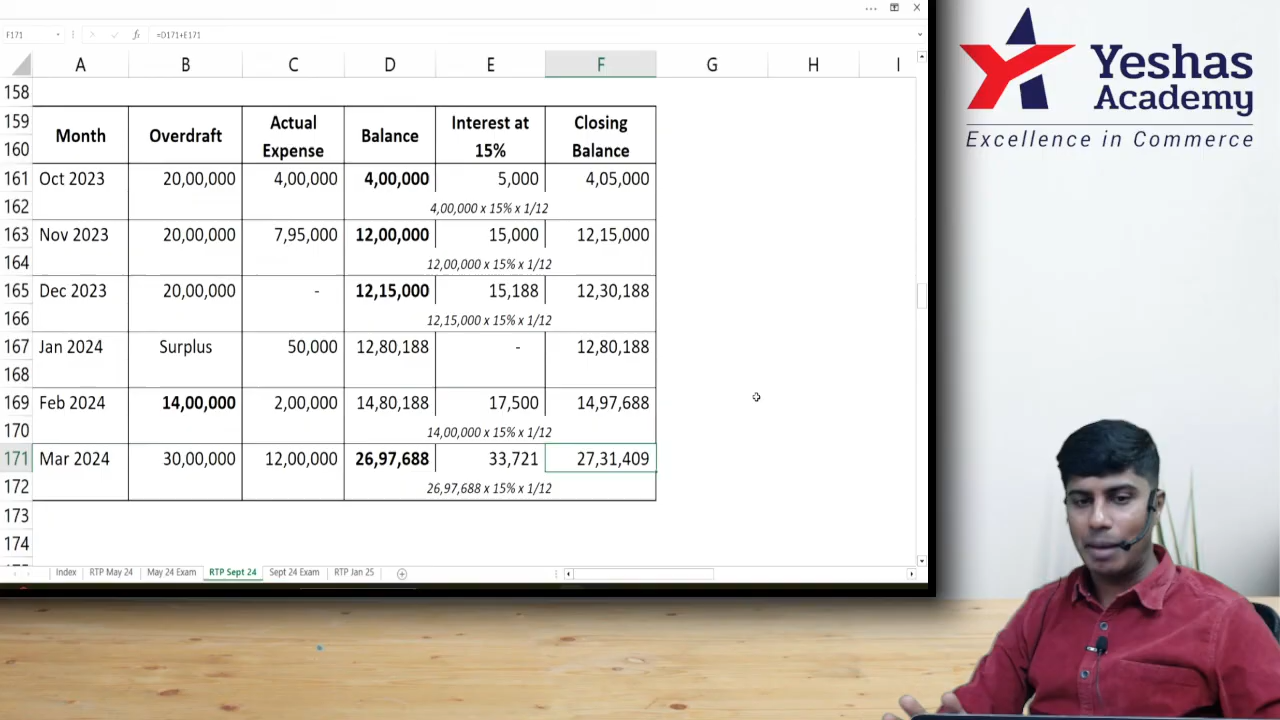 F171 =D171+E171
A B C D E F G H I
158
159 Month Overdraft Actual Expense Balance Interest at 15% Closing Balance
160
161 Oct 2023 20,00,000 4,00,000 4,00,000 5,000 4,05,000
162 4,00,000 x 15% x 1/12
163 Nov 2023 20,00,000 7,95,000 12,00,000 15,000 12,15,000
164 12,00,000 x 15% x 1/12
165 Dec 2023 20,00,000 - 12,15,000 15,188 12,30,188
166 12,15,000 x 15% x 1/12
167 Jan 2024 Surplus 50,000 12,80,188 - 12,80,188
168
169 Feb 2024 14,00,000 2,00,000 14,80,188 17,500 14,97,688
170 14,00,000 x 15% x 1/12
171 Mar 2024 30,00,000 12,00,000 26,97,688 33,721 27,31,409
172 26,97,688 x 15% x 1/12
173
174
Index RTP May 24 May 24 Exam RTP Sept 24 Sept 24 Exam RTP Jan 25
Yeshas
Academy
Excellence in Commerce